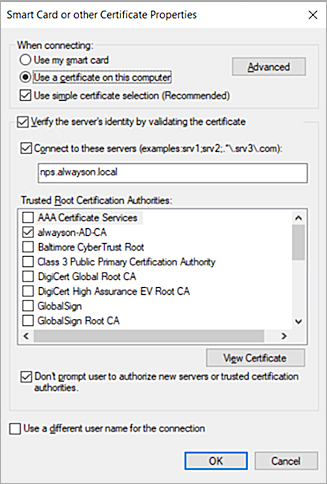 Smart Card or other Certificate Properties
When connecting:
Use my smart card
Advanced
Use a certificate on this computer
Use simple certificate selection (Recommended)
Verify the server's identity by validating the certificate
Connect to these servers (examples:srv1;srv2;.*\.srv3\.com):
nps.alwayson.local
Trusted Root Certification Authorities:
AAA Certificate Services
alwayson-AD-CA
Baltimore CyberTrust Root
Class 3 Public Primary Certification Authority
DigiCert Global Root CA
DigiCert High Assurance EV Root CA
GlobalSign
GlobalSign Root CA
View Certificate
Don't prompt user to authorize new servers or trusted certification
authorities.
Use a different user name for the connection
OK
Cancel